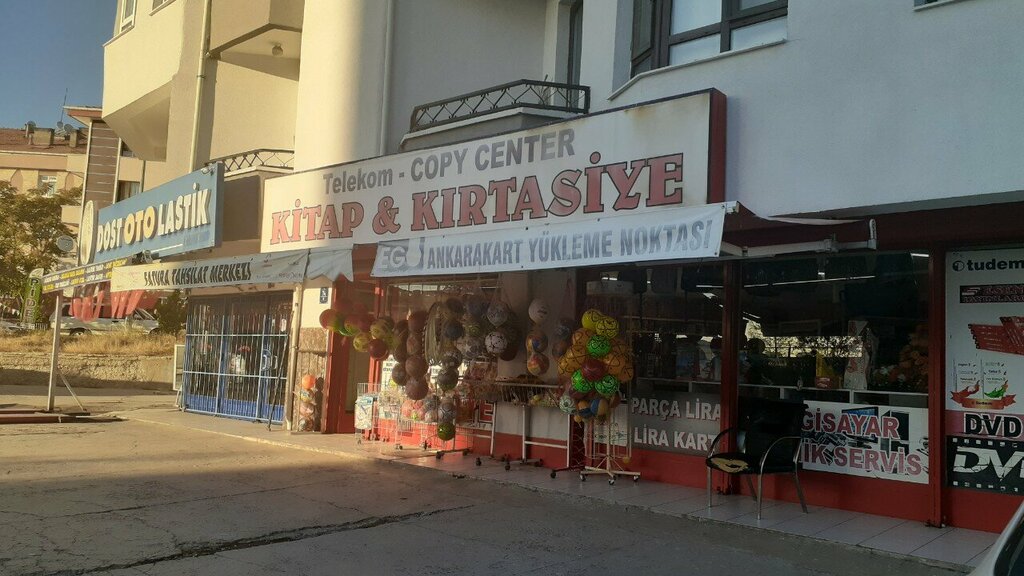 DOST OTO LASTİK
FATURA TAHSİLAT MERKEZİ
Telekom - COPY CENTER
KİTAP & KIRTASİYE
EGO ANKARAKART YÜKLEME NOKTASI
PARÇA LİRA
LİRA KART
GİSAYAR
İK SERVİS
tudem
DVD